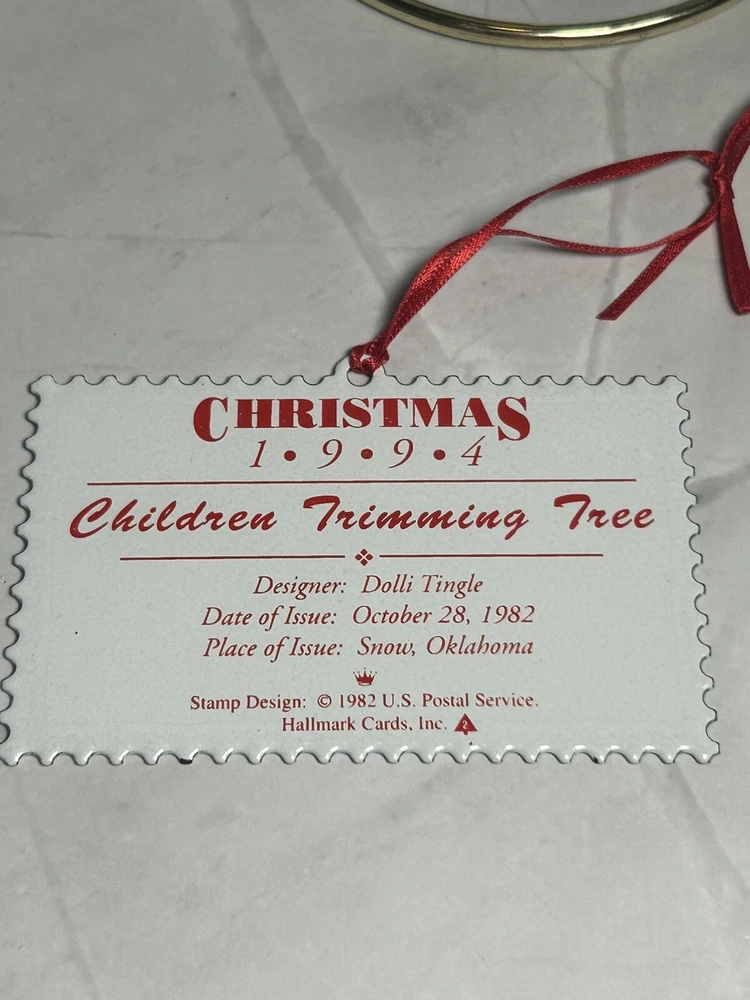 CHRISTMAS
1 • 9 • 9 • 4
Children Trimming Tree
Designer: Dolli Tingle
Date of Issue: October 28, 1982
Place of Issue: Snow, Oklahoma
Stamp Design: © 1982 U.S. Postal Service.
Hallmark Cards, Inc. 2